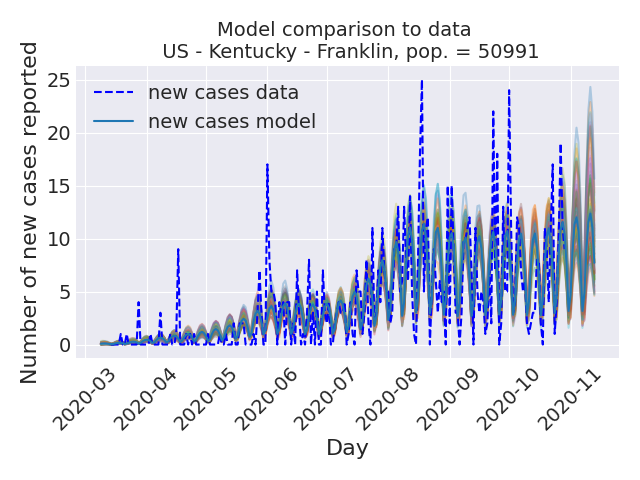 Model comparison to data
US - Kentucky - Franklin, pop. = 50991
new cases data
new cases model
Number of new cases reported
25
20
15
10
5
0
2020-03
2020-04
2020-05
2020-06
2020-07
2020-08
2020-09
2020-10
2020-11
Day